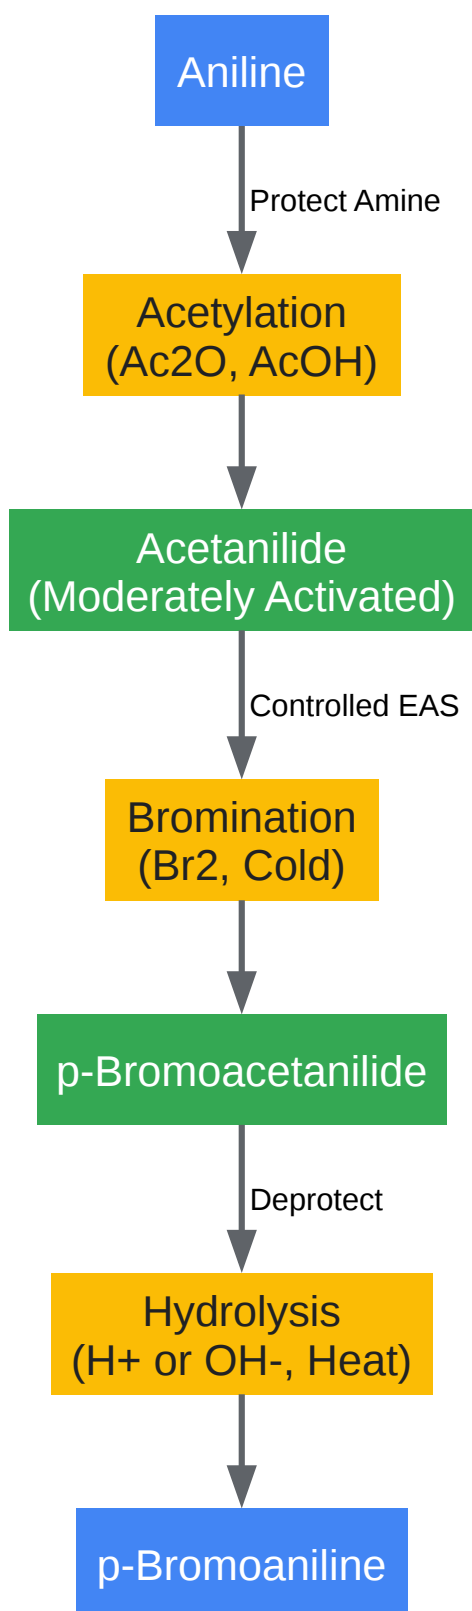 Aniline
Protect Amine
Acetylation
(Ac2O, AcOH)
Acetanilide
(Moderately Activated)
Controlled EAS
Bromination
(Br2, Cold)
p-Bromoacetanilide
Deprotect
Hydrolysis
(H+ or OH-, Heat)
p-Bromoaniline